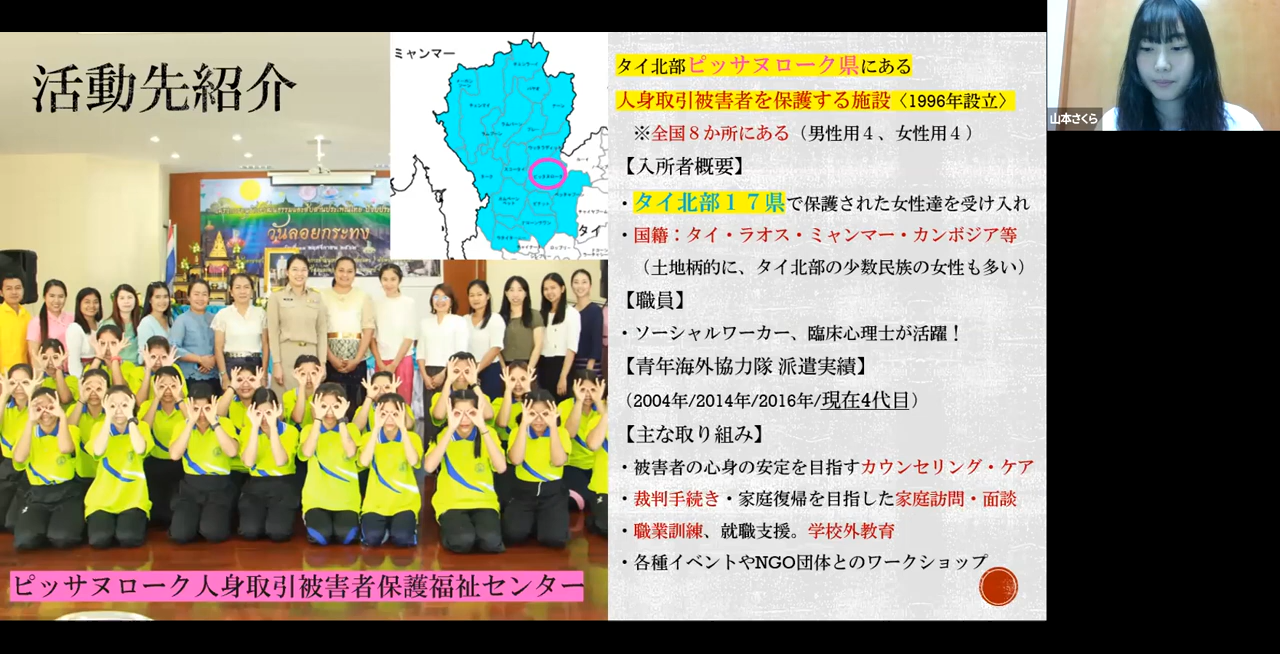 活動先紹介
ミャンマー
タイ
タイ北部ピッサヌローク県にある
人身取引被害者を保護する施設〈1996年設立〉
※全国８か所にある（男性用４、女性用４）
【入所者概要】
・タイ北部１７県で保護された女性達を受け入れ
・国籍：タイ・ラオス・ミャンマー・カンボジア等
（土地柄的に、タイ北部の少数民族の女性も多い）
【職員】
・ソーシャルワーカー、臨床心理士が活躍！
【青年海外協力隊 派遣実績】
（2004年/2014年/2016年/現在4代目）
【主な取り組み】
・被害者の心身の安定を目指すカウンセリング・ケア
・裁判手続き・家庭復帰を目指した家庭訪問・面談
・職業訓練、就職支援。学校外教育
・各種イベントやNGO団体とのワークショップ
วันลอยกระทง
ピッサヌローク人身取引被害者保護福祉センター
山本さくら